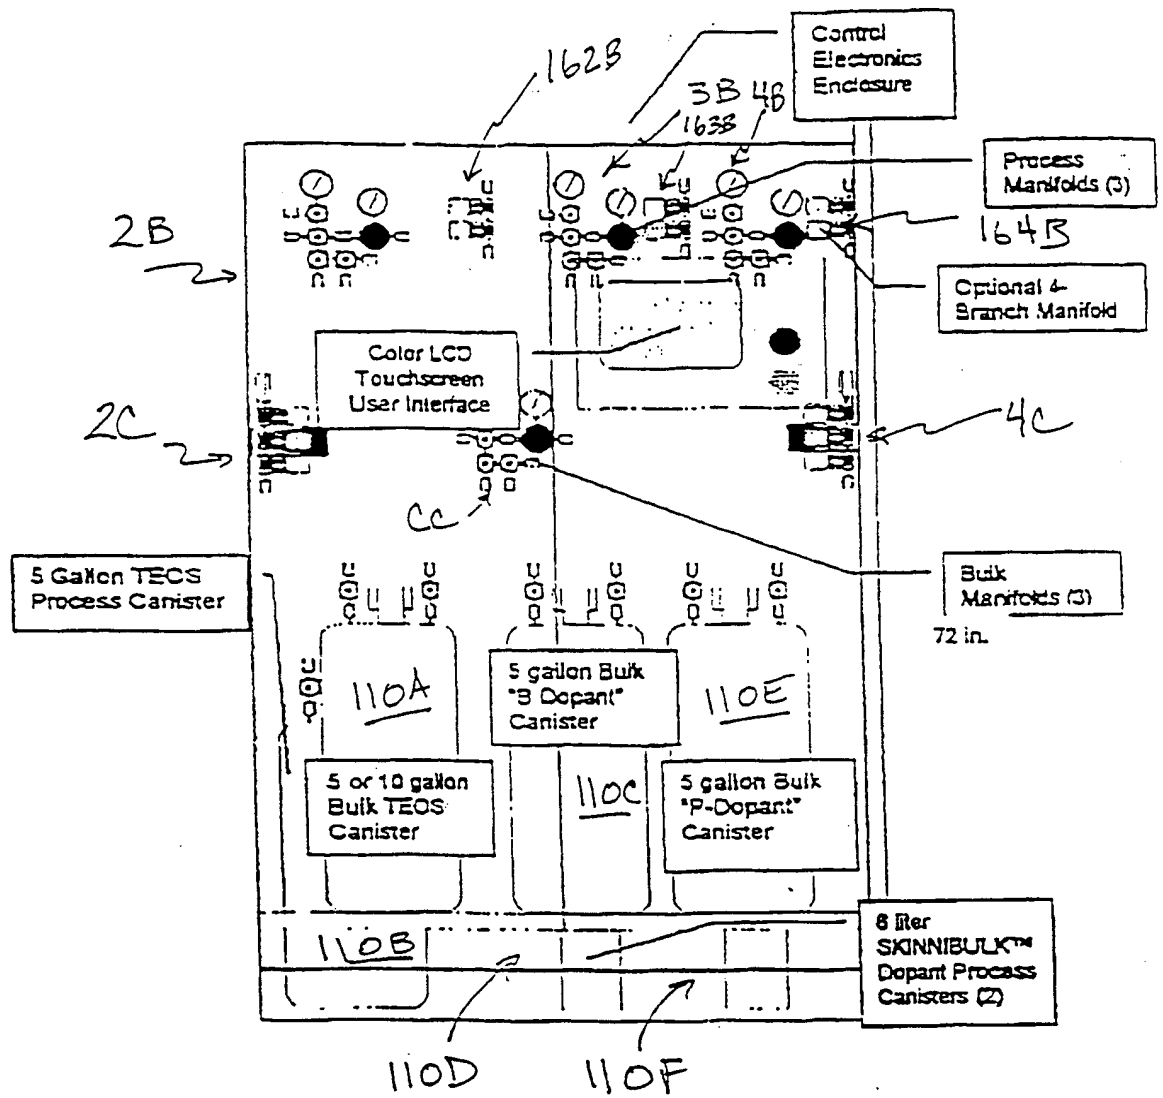 162B
Control
Electronics
Enclosure
3B
4B
163B
Process
Manifolds (3)
2B
164B
Optional 4-
Branch Manifold
Color LCD
Touchscreen
User Interface
2C
4C
CC
5 Gallon TEOS
Process Canister
Bulk
Manifolds (3)
72 in.
110A
5 gallon Bulk
"B Dopant"
Canister
110E
5 or 10 gallon
Bulk TEOS
Canister
110C
5 gallon Bulk
"P-Dopant"
Canister
110B
6 liter
SKINNIBULK™
Dopant Process
Canisters (2)
110D
110F